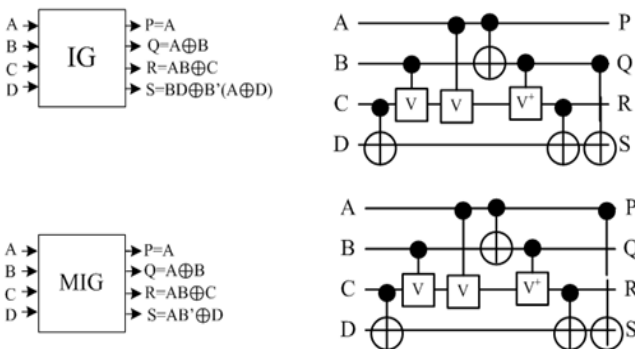 A P=A A P
B IG Q=A⊕B B Q
C R=AB⊕C C V V V⁺ R
D S=BD⊕B'(A⊕D) D S
A P=A A P
B MIG Q=A⊕B B Q
C R=AB⊕C C V V V⁺ R
D S=AB'⊕D D S